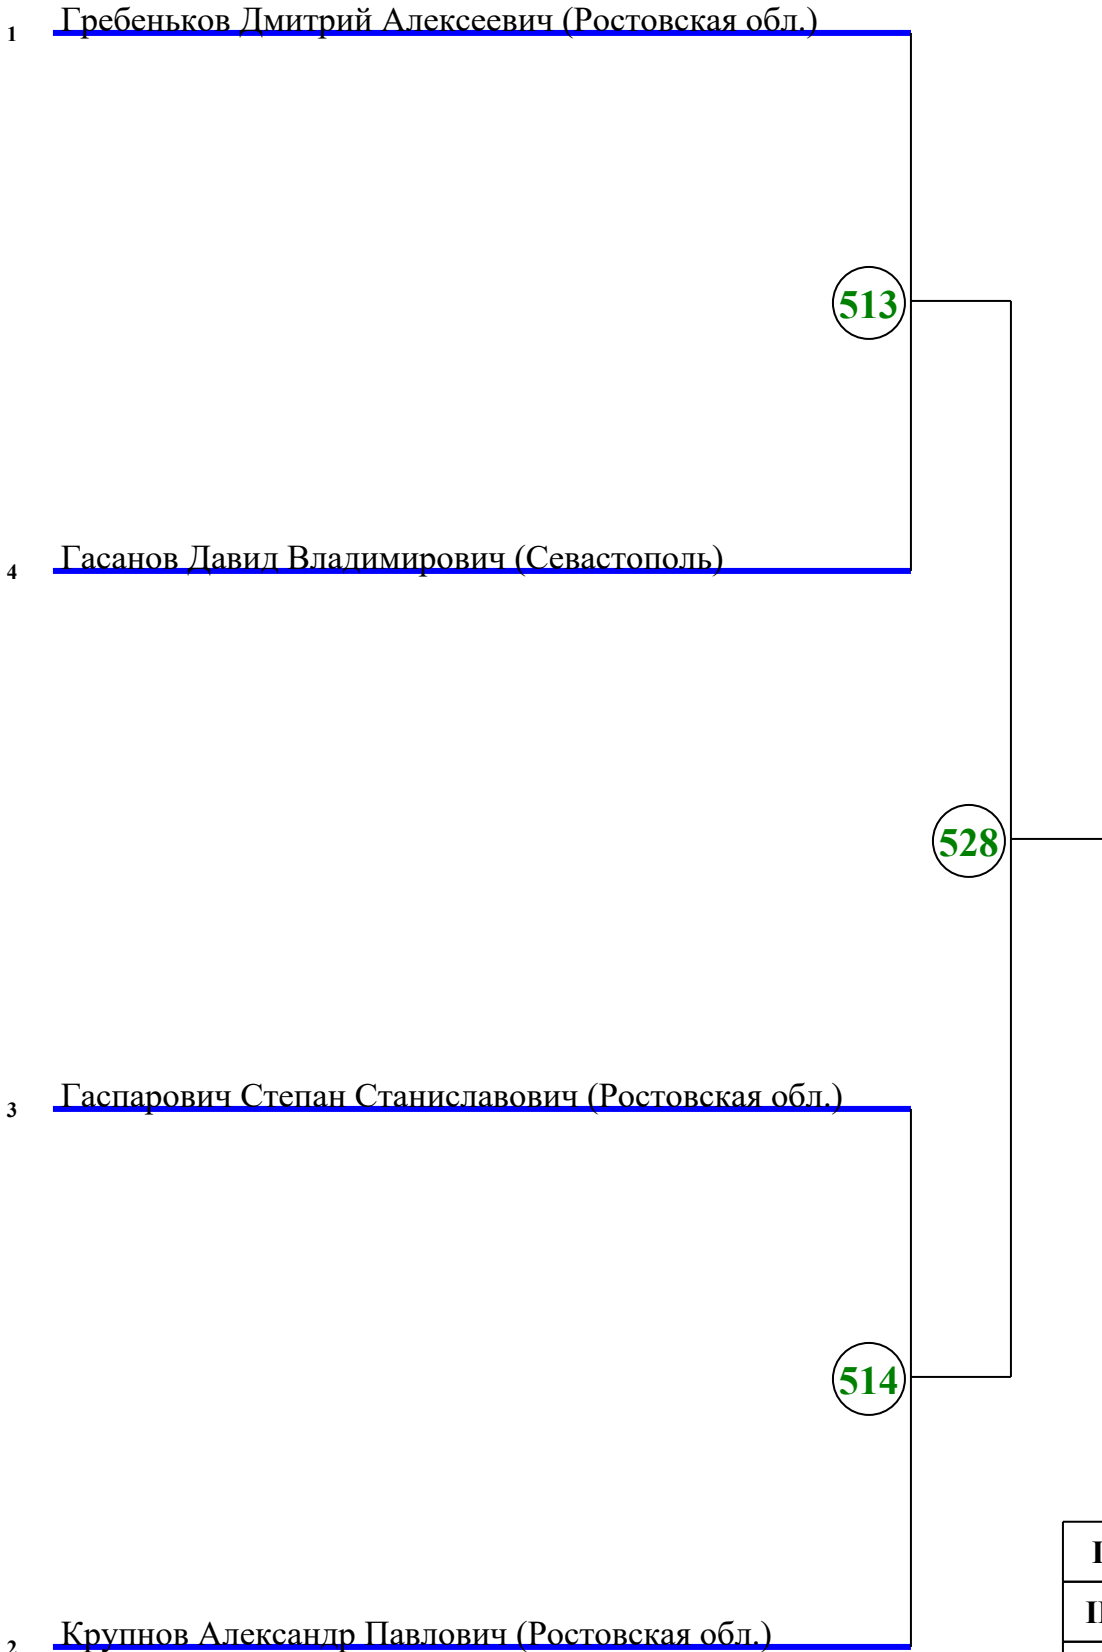 1 Гребеньков Дмитрий Алексеевич (Ростовская обл.)
513
4 Гасанов Давид Владимирович (Севастополь)
528
3 Гаспарович Степан Станиславович (Ростовская обл.)
514
I
II
2 Крупнов Александр Павлович (Ростовская обл.)